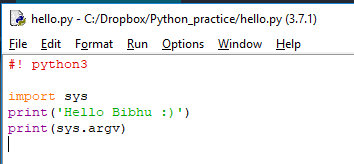 hello.py - C:/Dropbox/Python_practice/hello.py (3.7.1)
File Edit Format Run Options Window Help
#! python3
import sys
print('Hello Bibhu :)')
print(sys.argv)